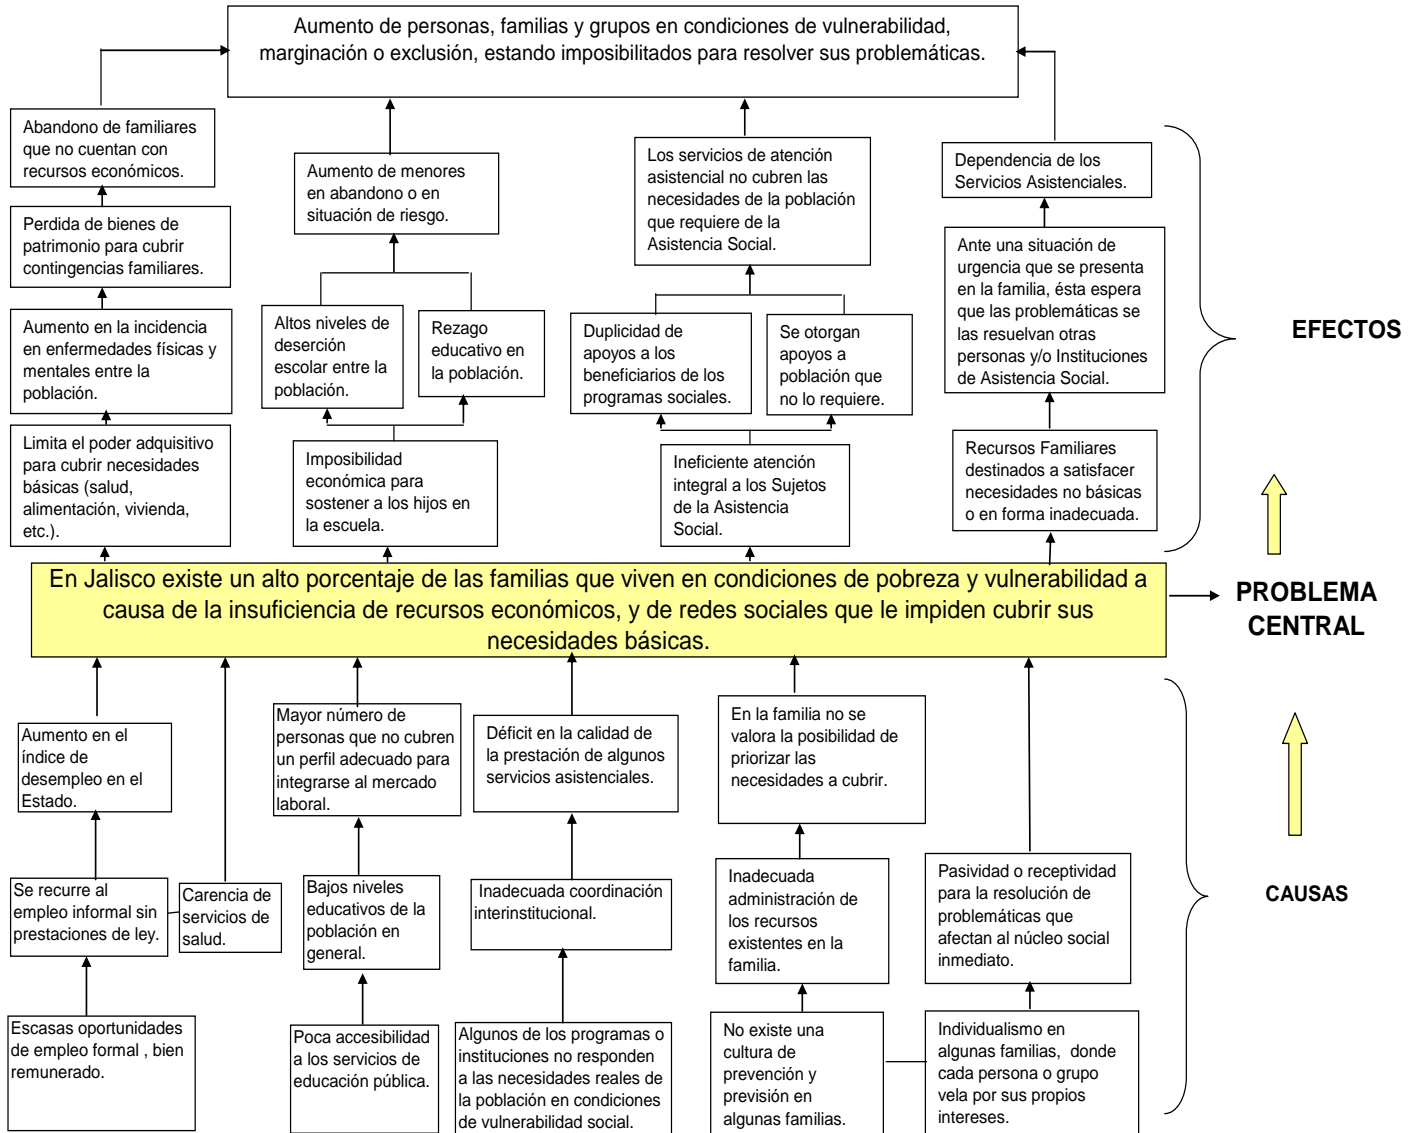 Aumento de personas, familias y grupos en condiciones de vulnerabilidad,
marginación o exclusión, estando imposibilitados para resolver sus problemáticas.
Abandono de familiares
que no cuentan con
recursos económicos.
Aumento de menores
en abandono o en
situación de riesgo.
Los servicios de atención
asistencial no cubren las
necesidades de la población
que requiere de la
Asistencia Social.
Dependencia de los
Servicios Asistenciales.
Perdida de bienes de
patrimonio para cubrir
contingencias familiares.
Ante una situación de
urgencia que se presenta
en la familia, ésta espera
que las problemáticas se
las resuelvan otras
personas y/o Instituciones
de Asistencia Social.
Aumento en la incidencia
en enfermedades físicas y
mentales entre la
población.
Altos niveles de
deserción
escolar entre la
población.
Rezago
educativo en
la población.
Duplicidad de
apoyos a los
beneficiarios de los
programas sociales.
Se otorgan
apoyos a
población que
no lo requiere.
EFECTOS
Limita el poder adquisitivo
para cubrir necesidades
básicas (salud,
alimentación, vivienda,
etc.).
Imposibilidad
económica para
sostener a los hijos en
la escuela.
Ineficiente atención
integral a los Sujetos
de la Asistencia
Social.
Recursos Familiares
destinados a satisfacer
necesidades no básicas
o en forma inadecuada.
En Jalisco existe un alto porcentaje de las familias que viven en condiciones de pobreza y vulnerabilidad a
causa de la insuficiencia de recursos económicos, y de redes sociales que le impiden cubrir sus
necesidades básicas.
PROBLEMA
CENTRAL
Aumento en el
índice de
desempleo en el
Estado.
Mayor número de
personas que no cubren
un perfil adecuado para
integrarse al mercado
laboral.
Déficit en la calidad de
la prestación de algunos
servicios asistenciales.
En la familia no se
valora la posibilidad de
priorizar las
necesidades a cubrir.
Se recurre al
empleo informal sin
prestaciones de ley.
Carencia de
servicios de
salud.
Bajos niveles
educativos de la
población en
general.
Inadecuada coordinación
interinstitucional.
Inadecuada
administración de
los recursos
existentes en la
familia.
Pasividad o receptividad
para la resolución de
problemáticas que
afectan al núcleo social
inmediato.
CAUSAS
Escasas oportunidades
de empleo formal , bien
remunerado.
Poca accesibilidad
a los servicios de
educación pública.
Algunos de los programas o
instituciones no responden
a las necesidades reales de
la población en condiciones
de vulnerabilidad social.
No existe una
cultura de
prevención y
previsión en
algunas familias.
Individualismo en
algunas familias, donde
cada persona o grupo
vela por sus propios
intereses.